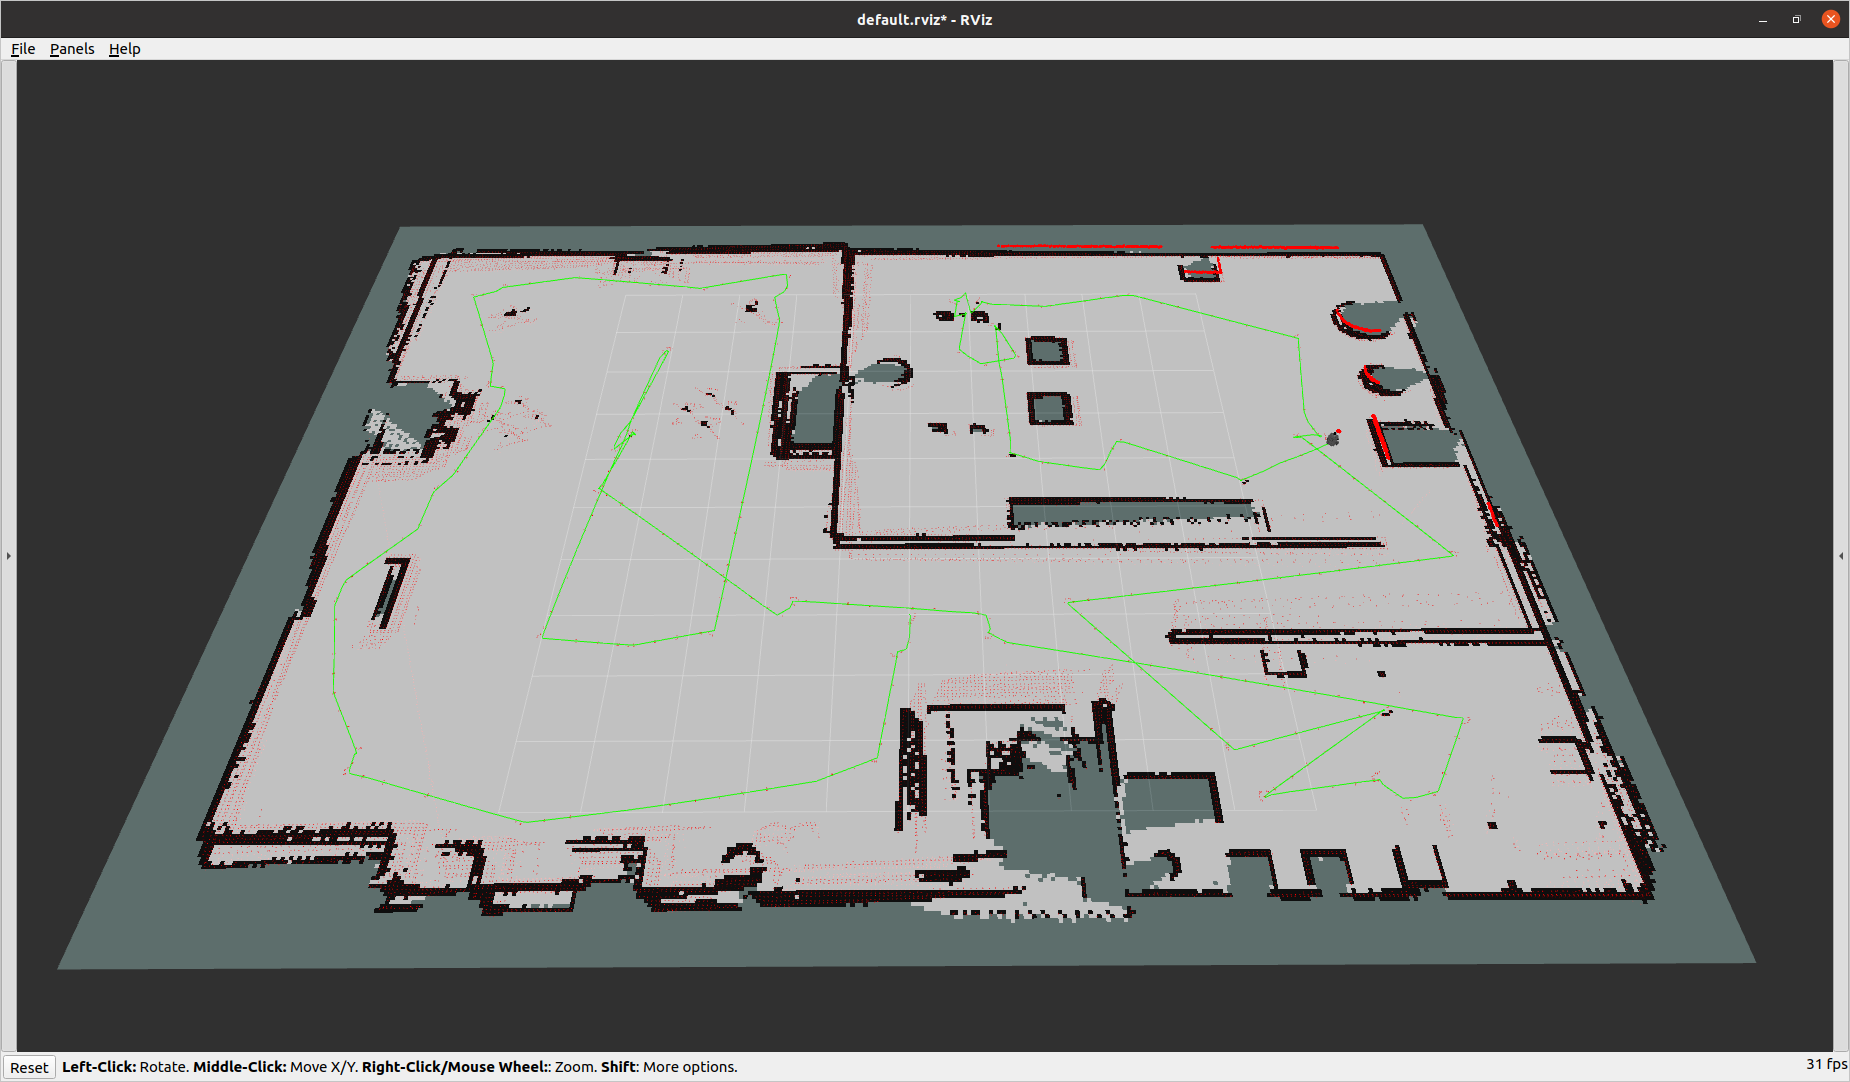 default.rviz* - RViz
File Panels Help
Reset Left-Click: Rotate. Middle-Click: Move X/Y. Right-Click/Mouse Wheel:: Zoom. Shift: More options. 31 fps